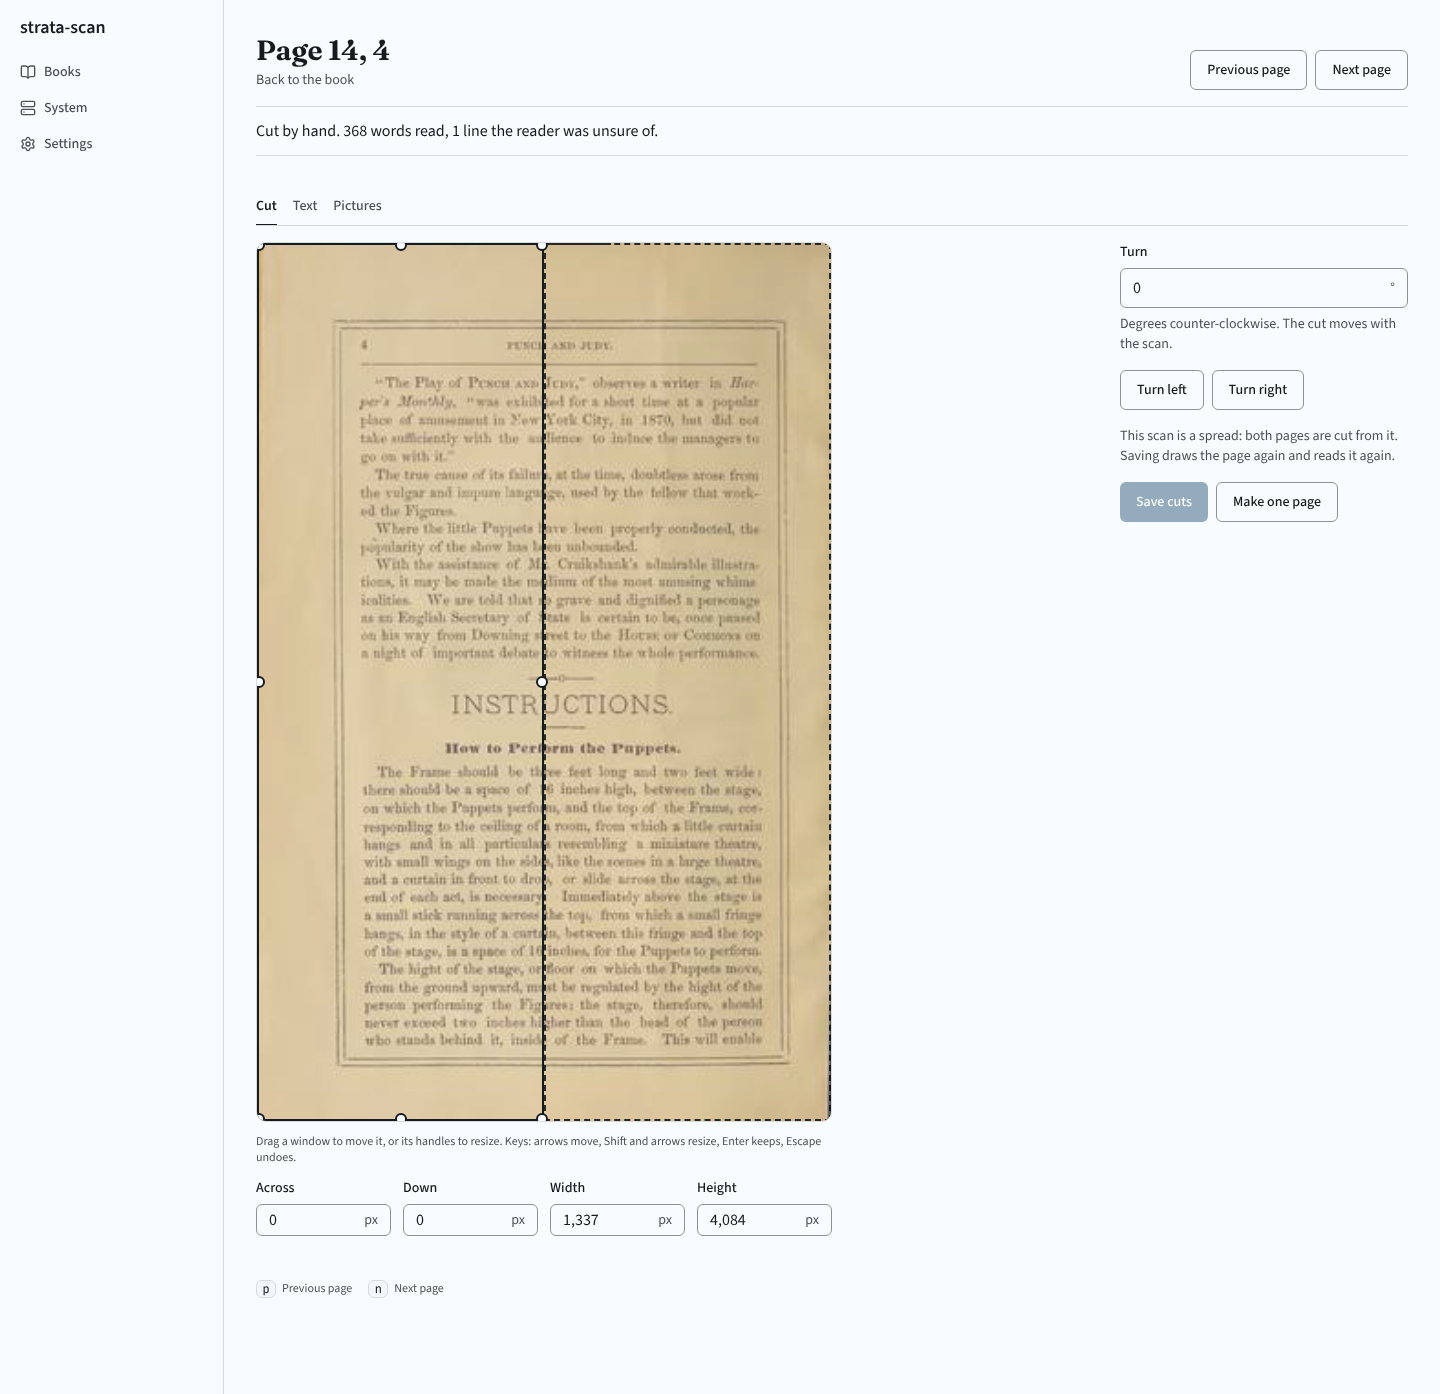 strata-scan
Books
System
Settings
Page 14, 4
Back to the book
Previous page
Next page
Cut by hand. 368 words read, 1 line the reader was unsure of.
Cut
Text
Pictures
4
PUNCH AND JUDY.
"The Play of PUNCH AND JUDY," observes a writer in Har-
per's Monthly, "was exhibited for a short time at a popular
place of amusement in New York City, in 1870, but did not
take sufficiently with the audience to induce the managers to
go on with it."
The true cause of its failure, at the time, doubtless arose from
the vulgar and impure language, used by the fellow that work-
ed the Figures.
Where the little Puppets have been properly conducted, the
popularity of the show has been unbounded.
With the assistance of Mr. Cruikshank's admirable illustra-
tions, it may be made the medium of the most amusing whims
icalities. We are told that so grave and dignified a personage
as an English Secretary of State is certain to be, once paused
on his way from Downing street to the HOUSE OF COMMONS on
a night of important debate to witness the whole performance.
INSTRUCTIONS.
How to Perform the Puppets.
The Frame should be three feet long and two feet wide;
there should be a space of 16 inches high, between the stage,
on which the Puppets perform, and the top of the Frame, cor-
responding to the ceiling of a room, from which a little curtain
hangs and in all particulars resembling a miniature theatre,
with small wings on the sides, like the scenes in a large theatre,
and a curtain in front to drop, or slide across the stage, at the
end of each act, is necessary. Immediately above the stage is
a small stick running across the top, from which a small fringe
hangs, in the style of a curtain, between this fringe and the top
of the stage, is a space of 16 inches, for the Puppets to perform.
The hight of the stage, or floor on which the Puppets move,
from the ground upward, must be regulated by the hight of the
person performing the Figures; the stage, therefore, should
never exceed two inches higher than the head of the person
who stands behind it, inside of the Frame. This will enable
Drag a window to move it, or its handles to resize. Keys: arrows move, Shift and arrows resize, Enter keeps, Escape
undoes.
Across
Down
Width
Height
0 px
0 px
1,337 px
4,084 px
p Previous page
n Next page
Turn
0 °
Degrees counter-clockwise. The cut moves with
the scan.
Turn left
Turn right
This scan is a spread: both pages are cut from it.
Saving draws the page again and reads it again.
Save cuts
Make one page